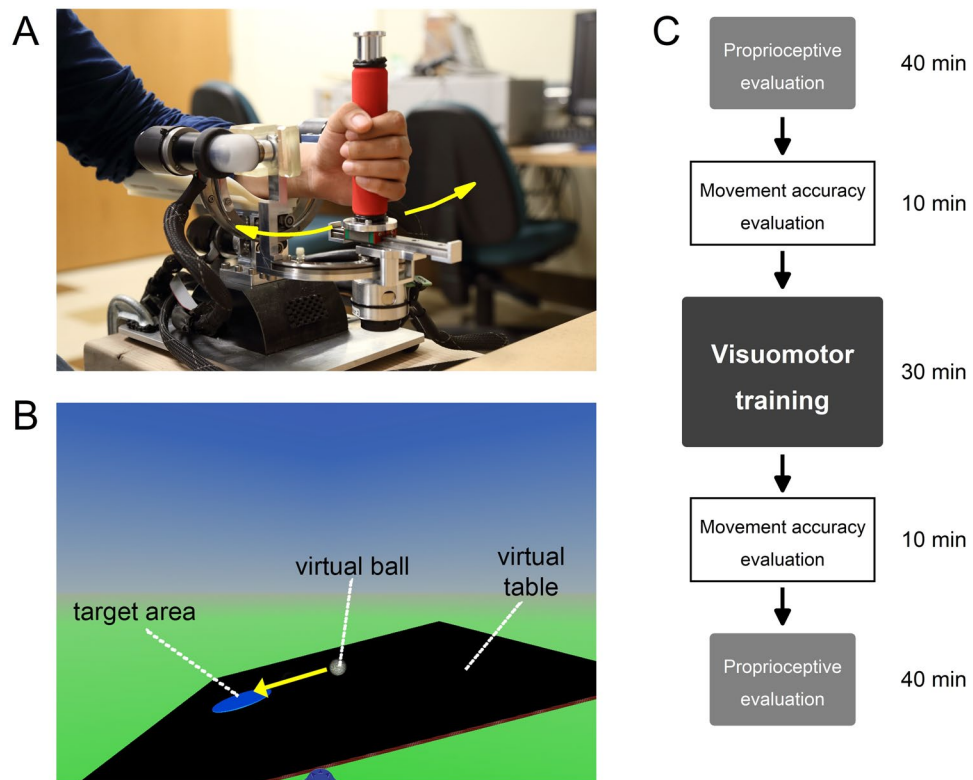 A
B
virtual ball
virtual
table
target area
C
Proprioceptive
evaluation
40 min
Movement accuracy
evaluation
10 min
Visuomotor
training
30 min
Movement accuracy
evaluation
10 min
Proprioceptive
evaluation
40 min